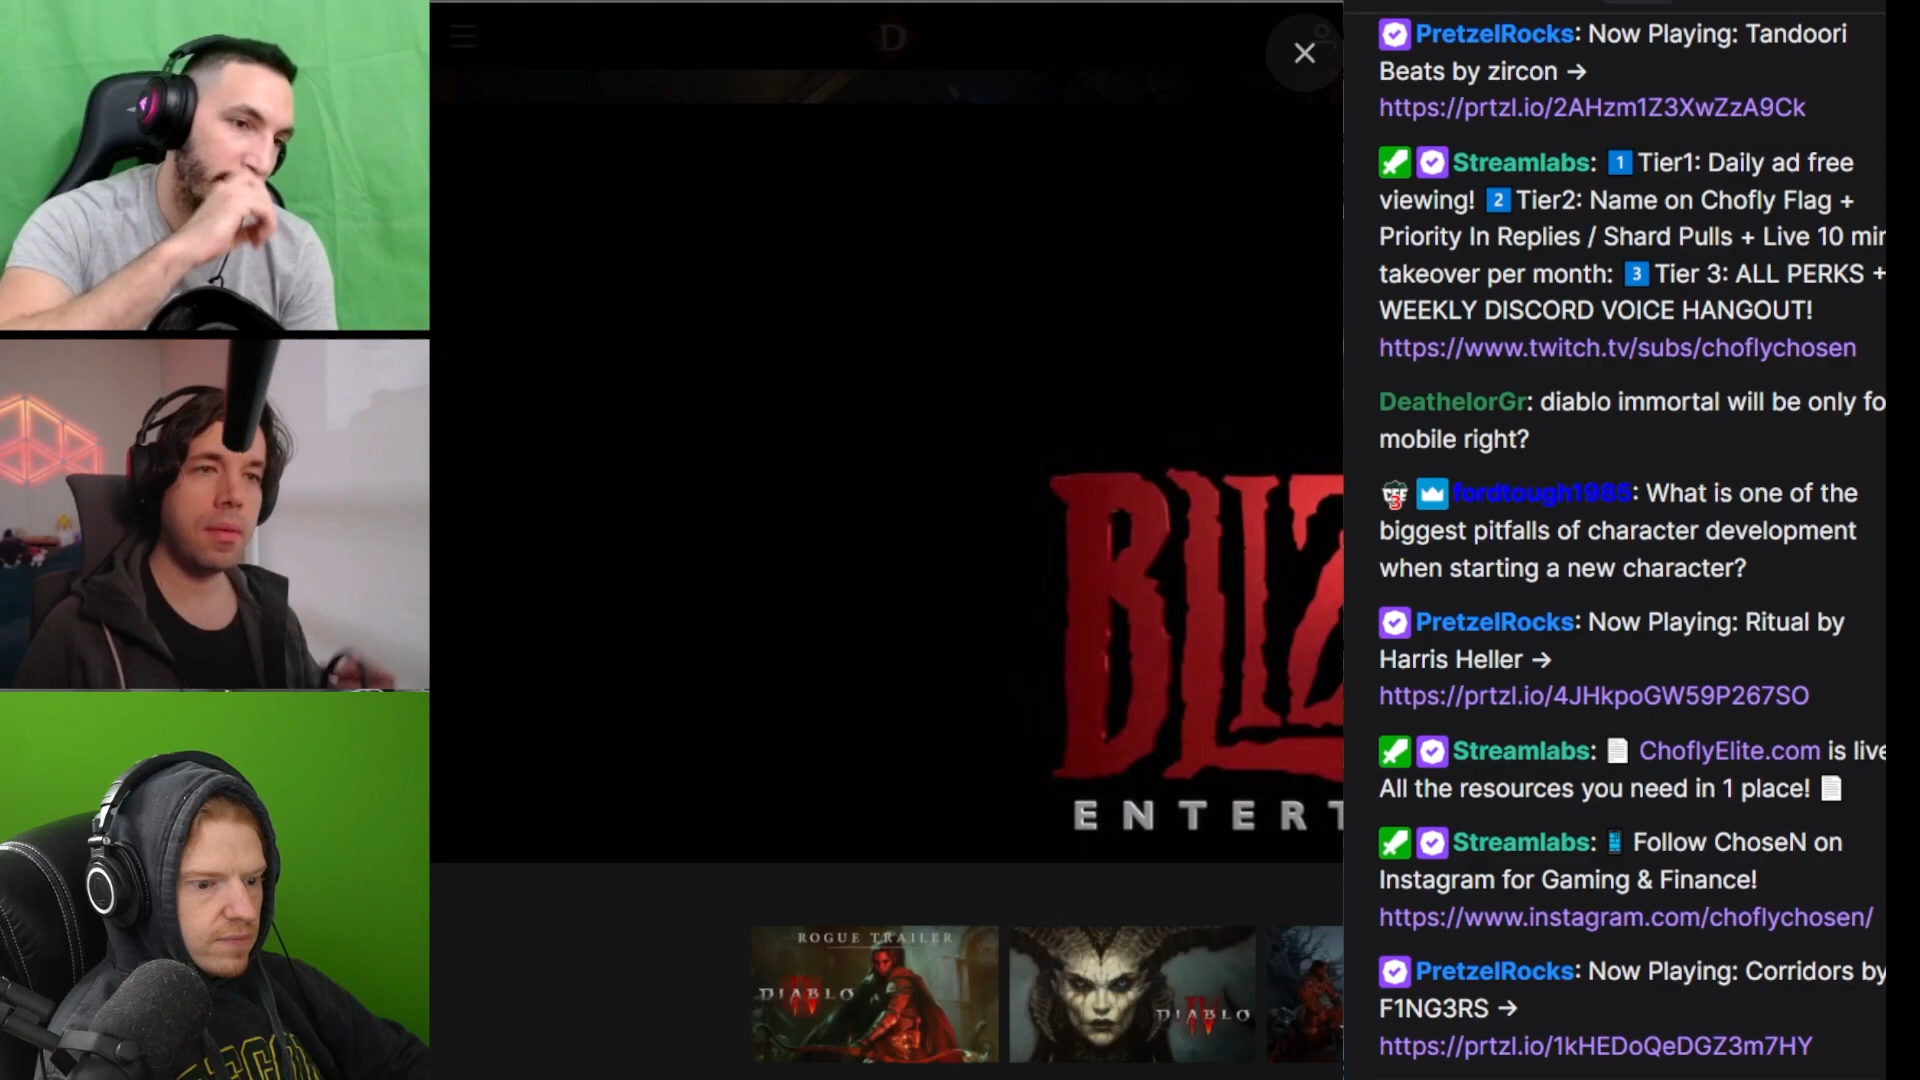 D
BLIZ
ENTERT
ROGUE TRAILER
DIABLO
IV
DIABLO
IV
PretzelRocks: Now Playing: Tandoori
Beats by zircon →
https://prtzl.io/2AHzm1Z3XwZzA9Ck
Streamlabs: 1 Tier1: Daily ad free
viewing! 2 Tier2: Name on Chofly Flag +
Priority In Replies / Shard Pulls + Live 10 min
takeover per month: 3 Tier 3: ALL PERKS +
WEEKLY DISCORD VOICE HANGOUT!
https://www.twitch.tv/subs/choflychosen
DeathelorGr: diablo immortal will be only fo
mobile right?
fordtough1985: What is one of the
biggest pitfalls of character development
when starting a new character?
PretzelRocks: Now Playing: Ritual by
Harris Heller →
https://prtzl.io/4JHkpoGW59P267SO
Streamlabs: ChoflyElite.com is live
All the resources you need in 1 place!
Streamlabs: Follow ChoseN on
Instagram for Gaming & Finance!
https://www.instagram.com/choflychosen/
PretzelRocks: Now Playing: Corridors by
F1NG3RS →
https://prtzl.io/1kHEDoQeDGZ3m7HY